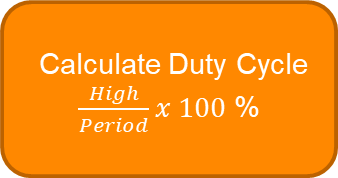 Calculate Duty Cycle
High
Period x 100 %